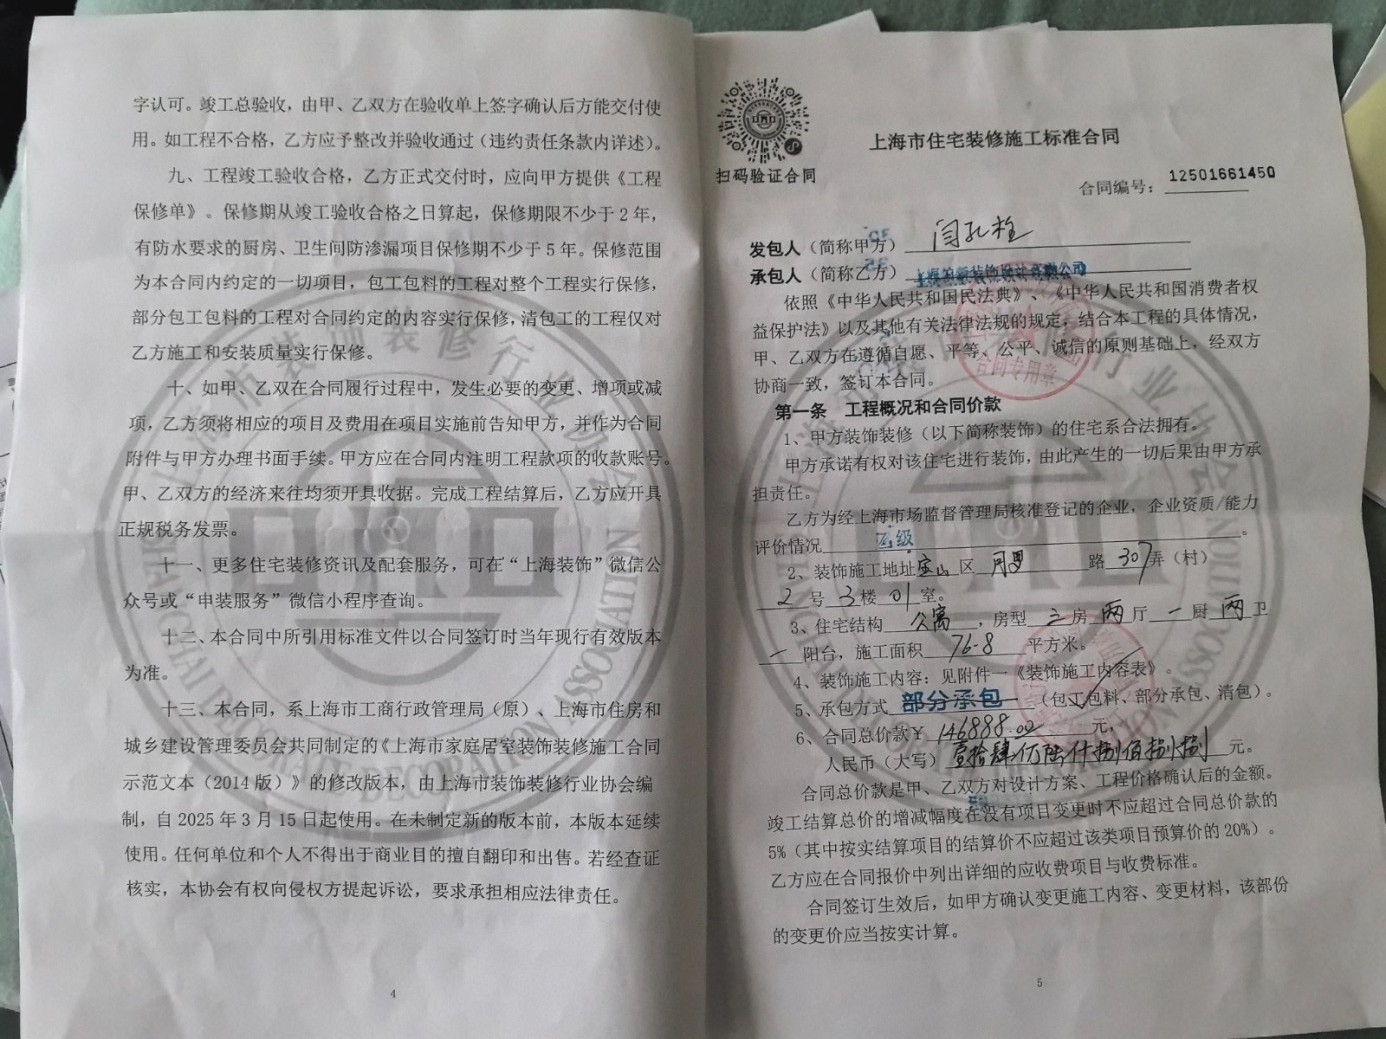 字认可。竣工总验收，由甲、乙双方在验收单上签字确认后方能交付使
用。如工程不合格，乙方应予整改并验收通过（违约责任条款内详述）。
九、工程竣工验收合格，乙方正式交付时，应向甲方提供《工程
保修单》。保修期从竣工验收合格之日算起，保修期限不少于 2 年，
有防水要求的厨房、卫生间防渗漏项目保修期不少于 5 年。保修范围
为本合同内约定的一切项目，包工包料的工程对整个工程实行保修，
部分包工包料的工程对合同约定的内容实行保修，清包工的工程仅对
乙方施工和安装质量实行保修。
十、如甲、乙双在合同履行过程中，发生必要的变更、增项或减
项，乙方须将相应的项目及费用在项目实施前告知甲方，并作为合同
附件与甲方办理书面手续。甲方应在合同内注明工程款项的收款账号。
甲、乙双方的经济来往均须开具收据。完成工程结算后，乙方应开具
正规税务发票。
十一、更多住宅装修资讯及配套服务，可在“上海装饰”微信公
众号或“申装服务”微信小程序查询。
十二、本合同中所引用标准文件以合同签订时当年现行有效版本
为准。
十三、本合同，系上海市工商行政管理局（原）、上海市住房和
城乡建设管理委员会共同制定的《上海市家庭居室装饰装修施工合同
示范文本（2014 版）》的修改版本，由上海市装饰装修行业协会编
制，自 2025 年 3 月 15 日起使用。在未制定新的版本前，本版本延续
使用。任何单位和个人不得出于商业目的擅自翻印和出售。若经查证
核实，本协会有权向侵权方提起诉讼，要求承担相应法律责任。
4
扫码验证合同
上海市住宅装修施工标准合同
合同编号：12501661450
发包人（简称甲方）闫孔栓
承包人（简称乙方）
依照《中华人民共和国民法典》、《中华人民共和国消费者权
益保护法》以及其他有关法律法规的规定，结合本工程的具体情况，
甲、乙双方在遵循自愿、平等、公平、诚信的原则基础上，经双方
协商一致，签订本合同。
合同专用章
第一条 工程概况和合同价款
1、甲方装饰装修（以下简称装饰）的住宅系合法拥有。
甲方承诺有权对该住宅进行装饰，由此产生的一切后果由甲方承
担责任。
乙方为经上海市场监督管理局核准登记的企业，企业资质/能力
评价情况 级。
2、装饰施工地址宝山区 月罗 路 307弄（村）
2 号 3 楼 01 室。
3、住宅结构 公寓，房型 三 房 两 厅 一 厨 两 卫
一 阳台，施工面积 76.8 平方米。
4、装饰施工内容：见附件一《装饰施工内容表》。
5、承包方式 部分承包（包工包料、部分承包、清包）。
6、合同总价款￥ 146888.00 元，
人民币（大写）壹拾肆万陆仟捌佰捌捌 元。
合同总价款是甲、乙双方对设计方案、工程价格确认后的金额。
竣工结算总价的增减幅度在没有项目变更时不应超过合同总价款的
5%（其中按实结算项目的结算价不应超过该类项目预算价的 20%）。
乙方应在合同报价中列出详细的应收费项目与收费标准。
合同签订生效后，如甲方确认变更施工内容、变更材料，该部份
的变更价应当按实计算。
5